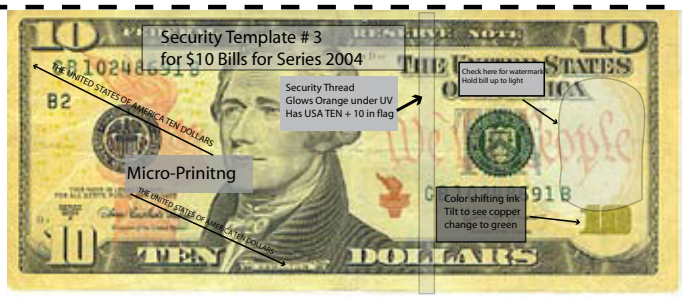 Security Template # 3
for $10 Bills for Series 2004
10
FEDERAL RESERVE NOTE
10
THE UNITED STATES
OF AMERICA
B2
Check here for watermark
Hold bill up to light
Security Thread
Glows Orange under UV
Has USA TEN + 10 in flag
THE UNITED STATES OF AMERICA TEN DOLLARS
We the People
Micro-Prinitng
THE UNITED STATES OF AMERICA TEN DOLLARS
Color shifting ink
Tilt to see copper
change to green
10
10
TEN DOLLARS